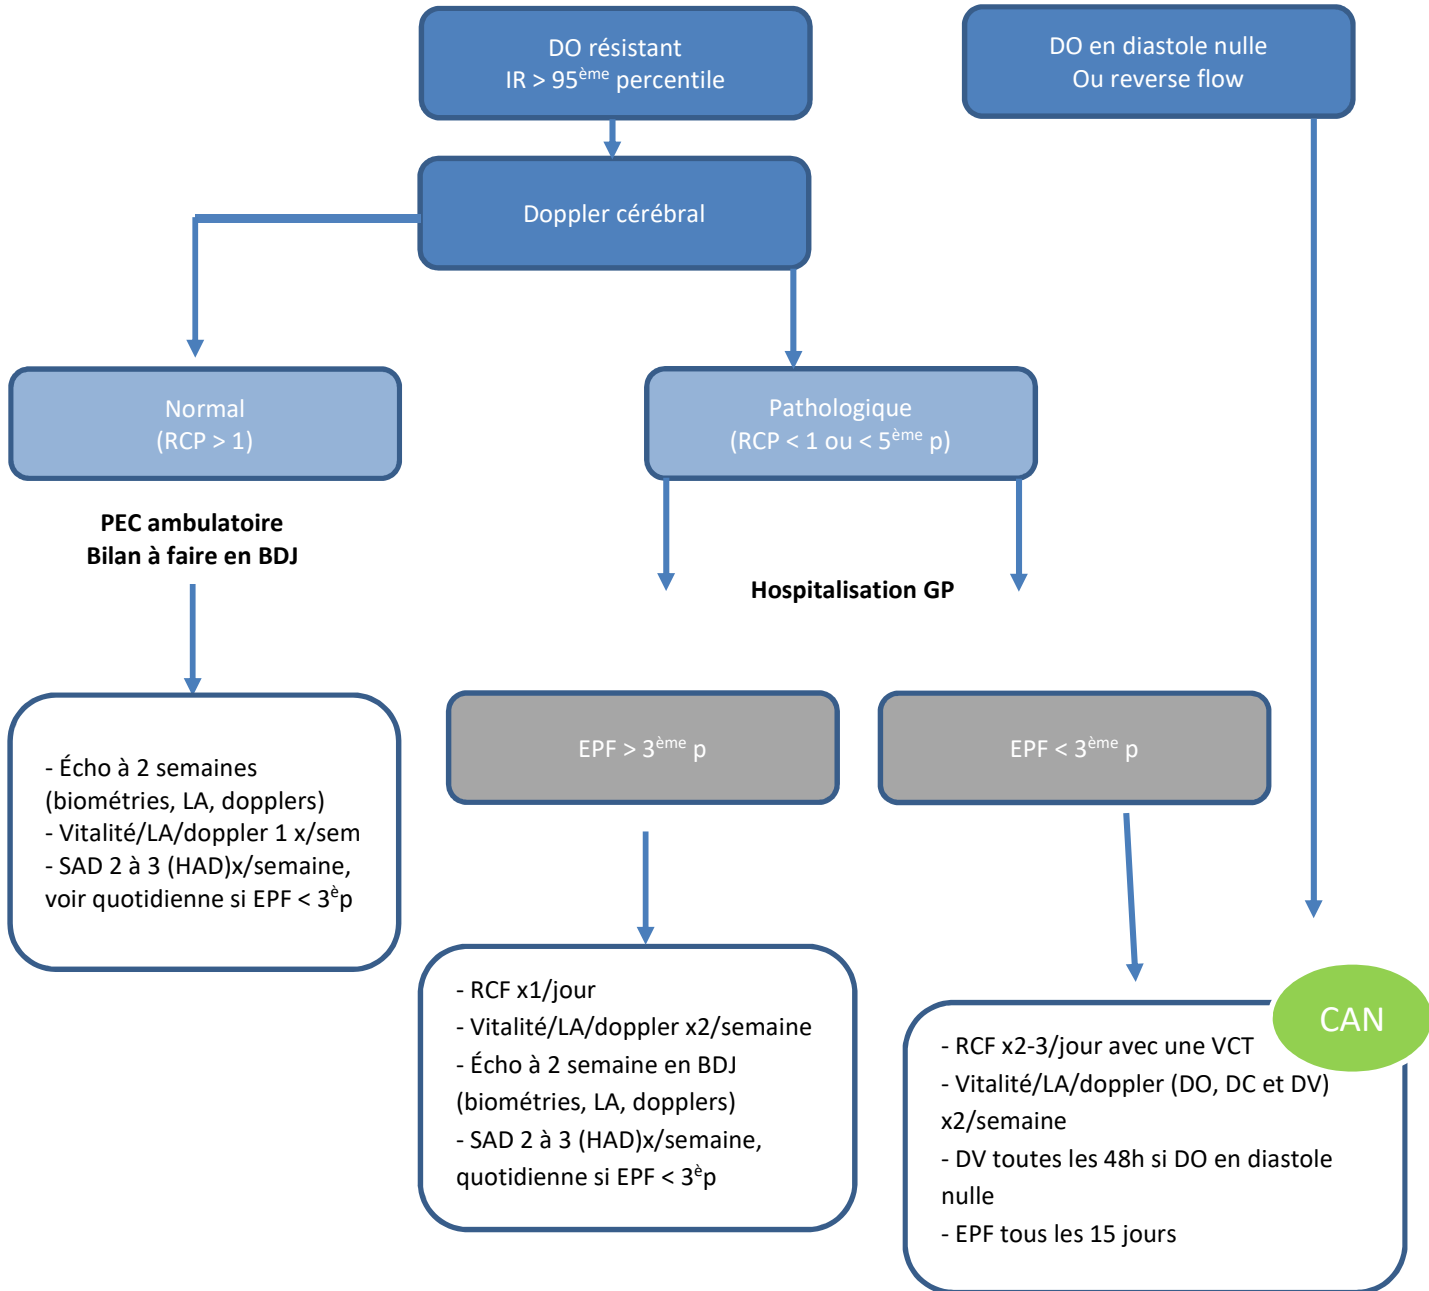 DO résistant
IR > 95ème percentile
DO en diastole nulle
Ou reverse flow
Doppler cérébral
Normal
(RCP > 1)
Pathologique
(RCP < 1 ou < 5ème p)
PEC ambulatoire
Bilan à faire en BDJ
Hospitalisation GP
- Écho à 2 semaines
(biométries, LA, dopplers)
- Vitalité/LA/doppler 1 x/sem
- SAD 2 à 3 (HAD)x/semaine,
voir quotidienne si EPF < 3èp
EPF > 3ème p
EPF < 3ème p
- RCF x1/jour
- Vitalité/LA/doppler x2/semaine
- Écho à 2 semaine en BDJ
(biométries, LA, dopplers)
- SAD 2 à 3 (HAD)x/semaine,
quotidienne si EPF < 3èp
CAN
- RCF x2-3/jour avec une VCT
- Vitalité/LA/doppler (DO, DC et DV)
x2/semaine
- DV toutes les 48h si DO en diastole
nulle
- EPF tous les 15 jours